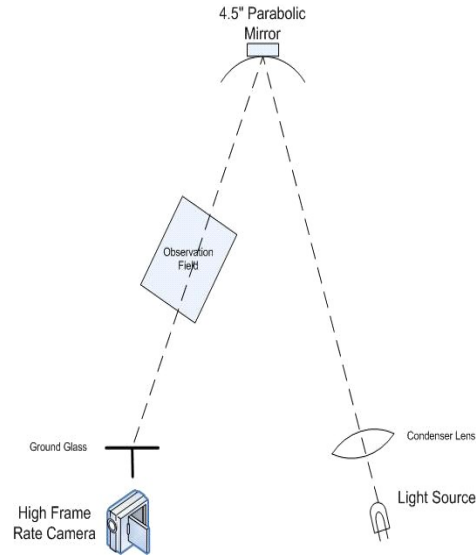 4.5" Parabolic
Mirror
Observation
Field
Ground Glass
Condenser Lens
High Frame
Rate Camera
Light Source